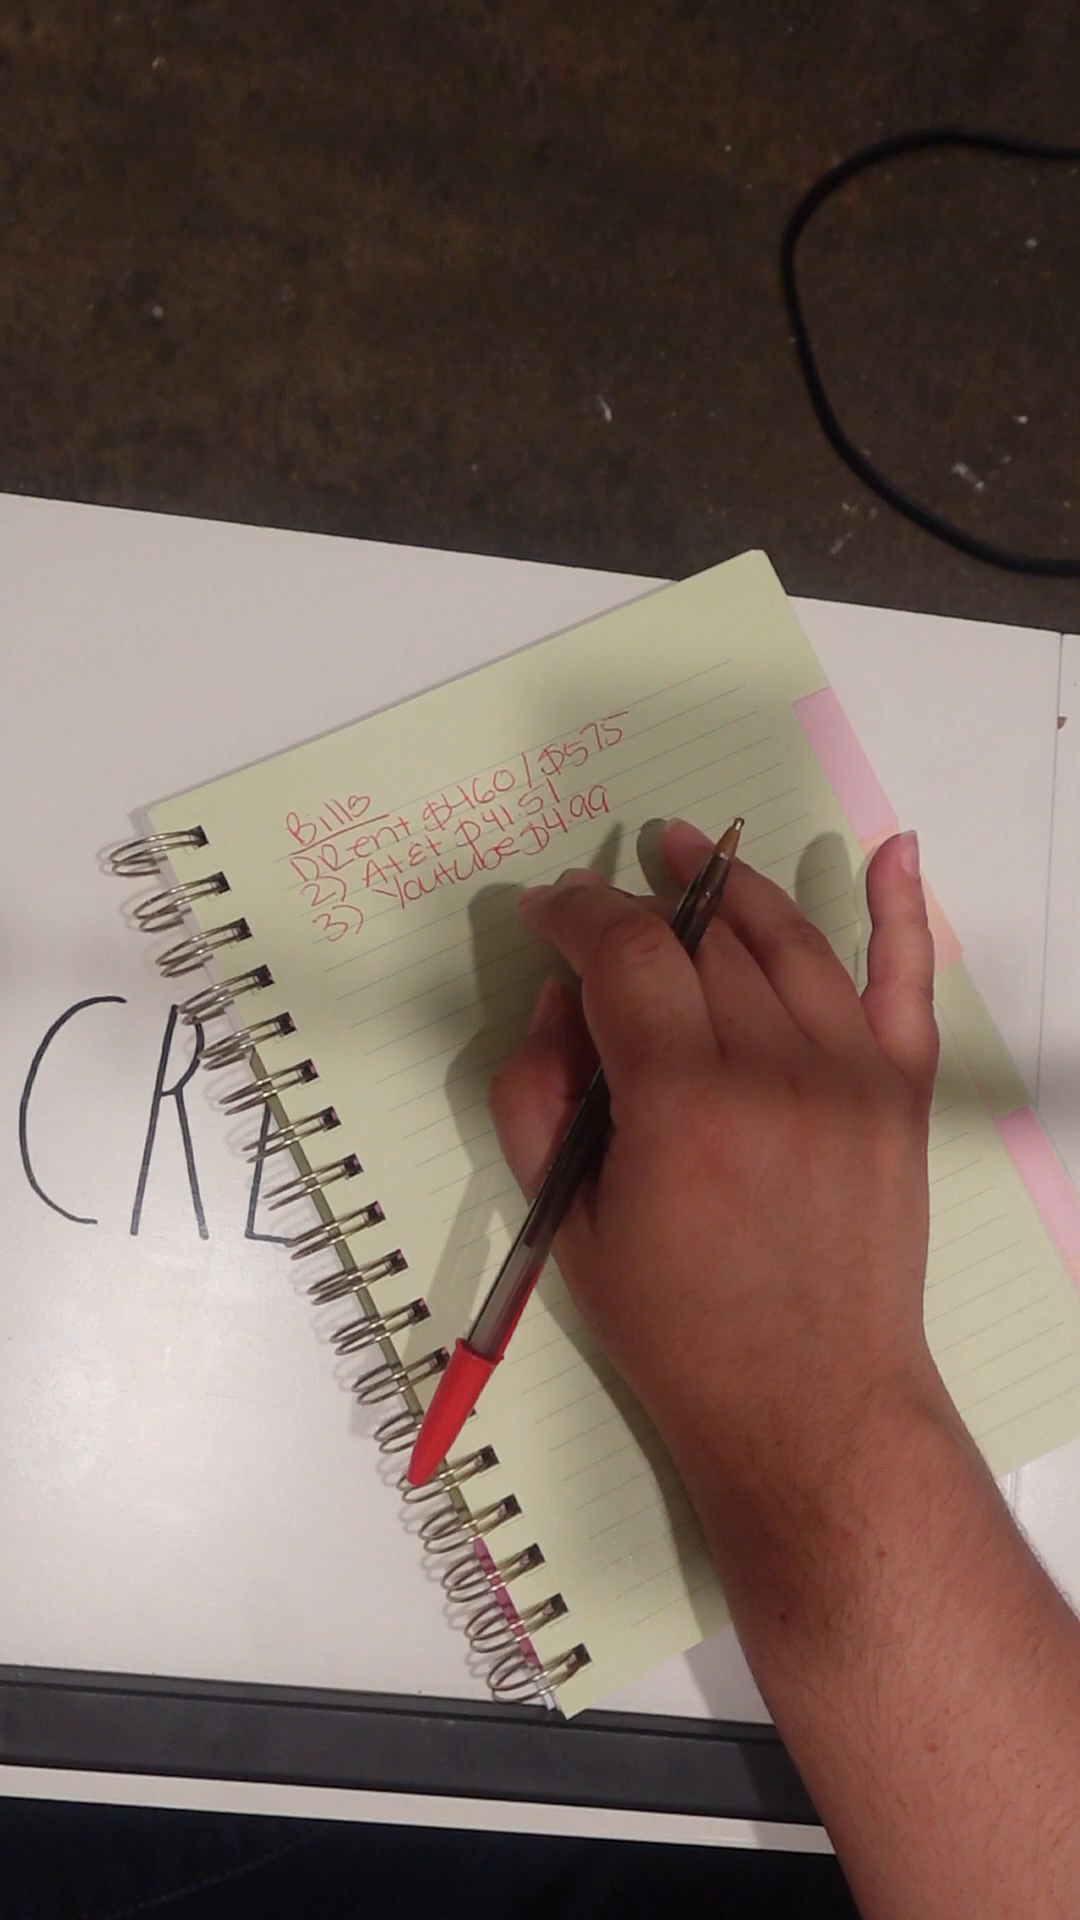 Bills
1) Rent $460 / $575
2) At&t $41.51
3) Youtube $4.99
CR